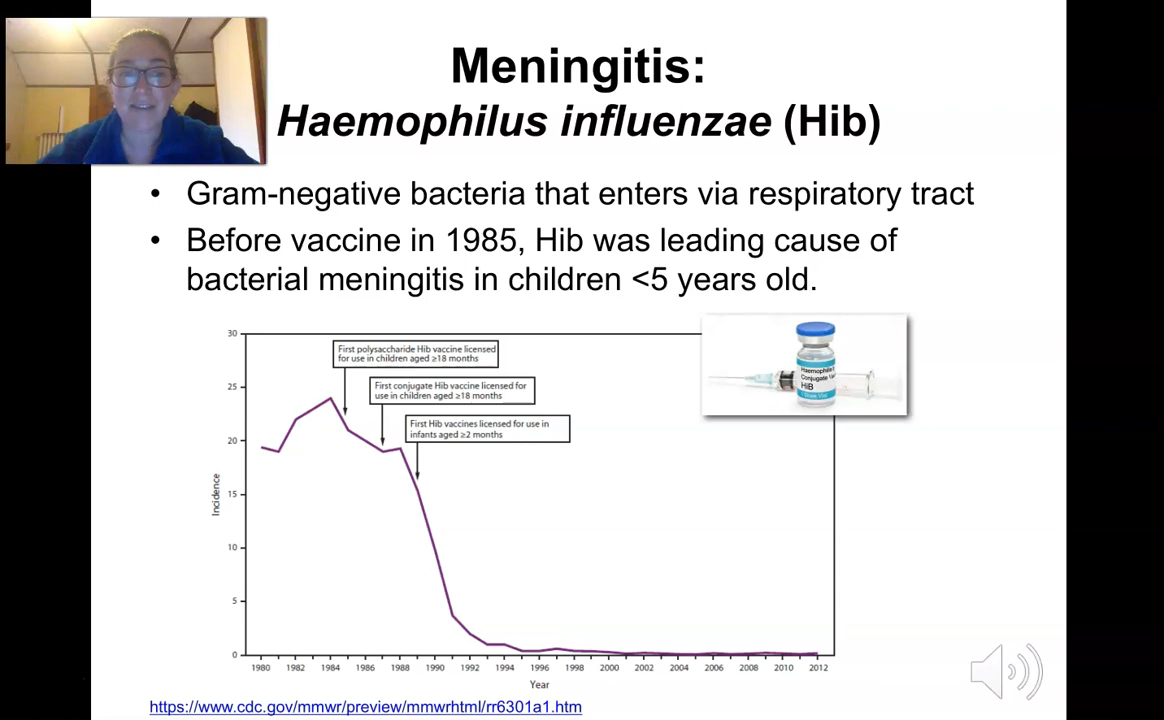 Meningitis:
Haemophilus influenzae (Hib)
• Gram-negative bacteria that enters via respiratory tract
• Before vaccine in 1985, Hib was leading cause of
bacterial meningitis in children <5 years old.
30
25
20
15
10
5
0
Incidence
First polysaccharide Hib vaccine licensed
for use in children aged ≥18 months
First conjugate Hib vaccine licensed for
use in children aged ≥18 months
First Hib vaccines licensed for use in
infants aged ≥2 months
Conjugate
HiB
1980 1982 1984 1986 1988 1990 1992 1994 1996 1998 2000 2002 2004 2006 2008 2010 2012
Year
https://www.cdc.gov/mmwr/preview/mmwrhtml/rr6301a1.htm